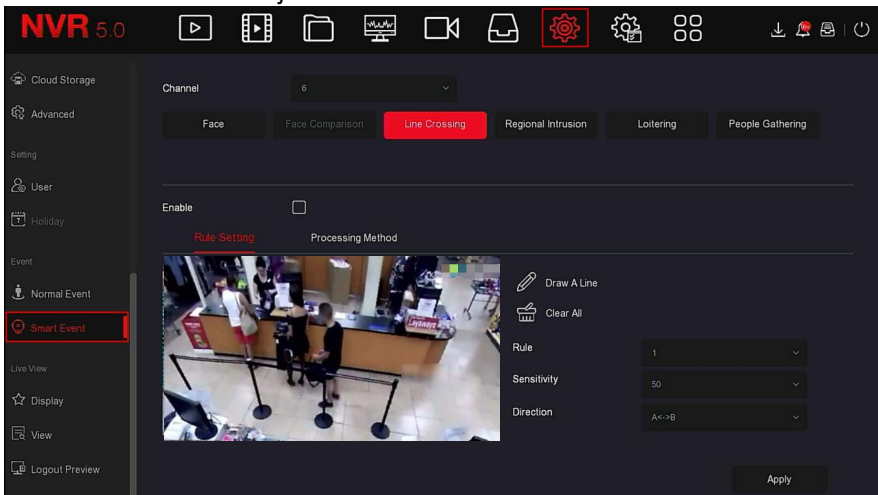 NVR 5.0
Cloud Storage
Advanced
Setting
User
Holiday
Event
Normal Event
Smart Event
Live View
Display
View
Logout Preview
Channel 6
Face Face Comparison Line Crossing Regional Intrusion Loitering People Gathering
Enable
Rule Setting Processing Method
Layaways
Draw A Line
Clear All
Rule 1
Sensitivity 50
Direction A<->B
Apply